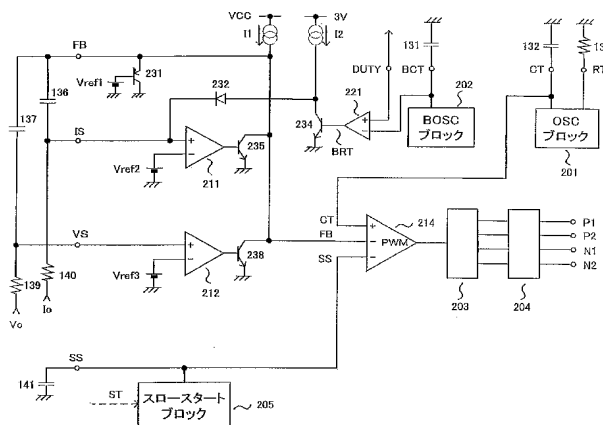 VCC
3V
I1
I2
FB
231
Vref1
136
137
232
131
132
DUTY
BCT
CT
RT
221
202
BOSC
ブロック
OSC
ブロック
201
234
BRT
IS
235
Vref2
211
CT
FB
SS
PWM
214
P1
P2
N1
N2
203
204
VS
238
Vref3
212
139
140
Vo
Io
SS
141
ST
スロースタート
ブロック
205